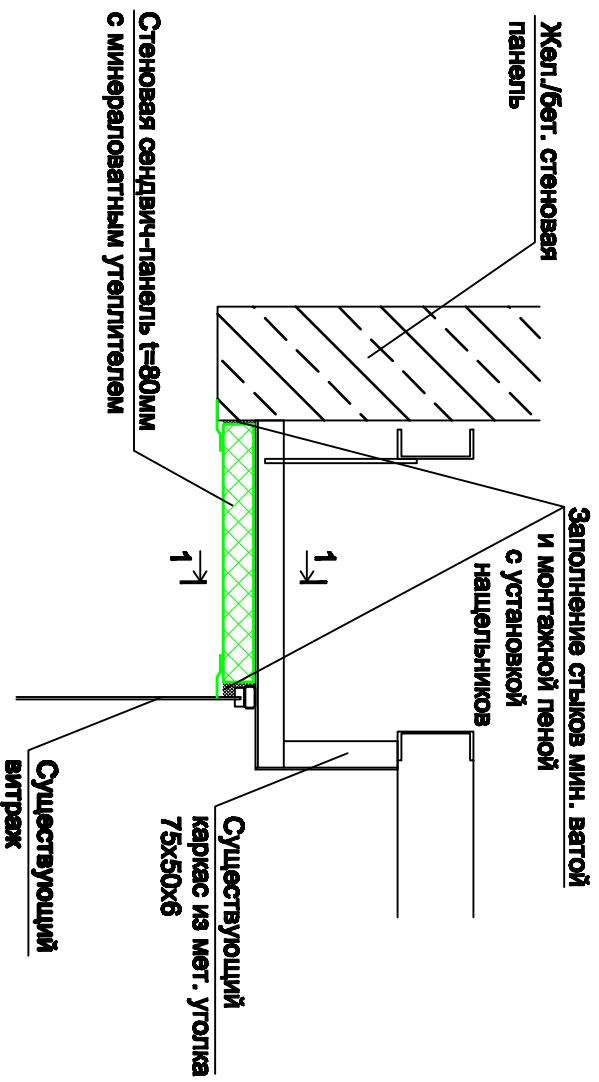 Жел./бет. стеновая
панель
Заполнение стыков мин. ватой
и монтажной пеной
с установкой
нащельников
Стеновая сендвич-панель t=80мм
с минераловатным утеплителем
1
1
Существующий
каркас из мет. уголка
75х50х6
Существующий
витраж